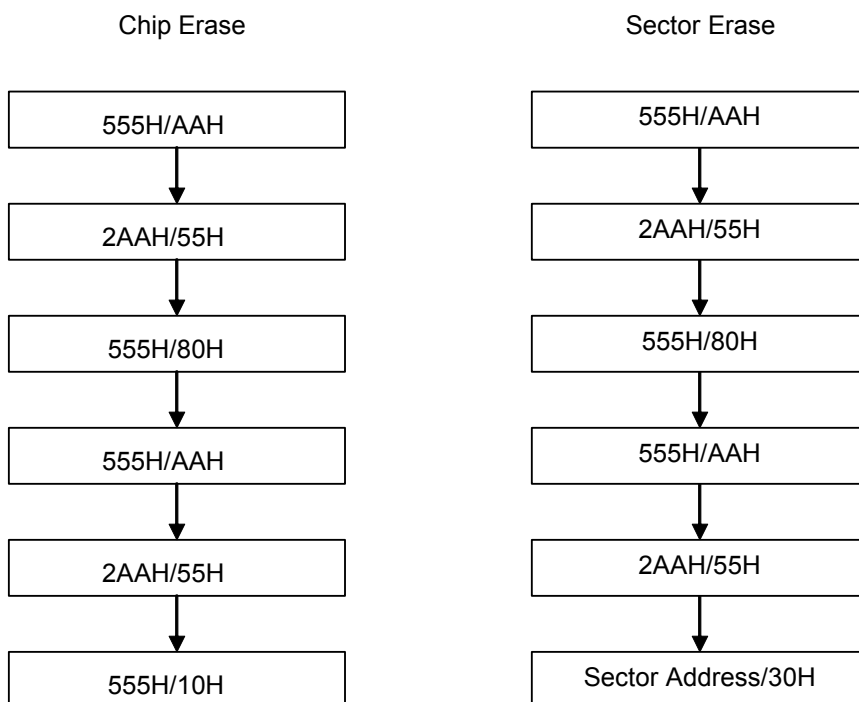 Chip Erase
555H/AAH
2AAH/55H
555H/80H
555H/AAH
2AAH/55H
555H/10H
Sector Erase
555H/AAH
2AAH/55H
555H/80H
555H/AAH
2AAH/55H
Sector Address/30H